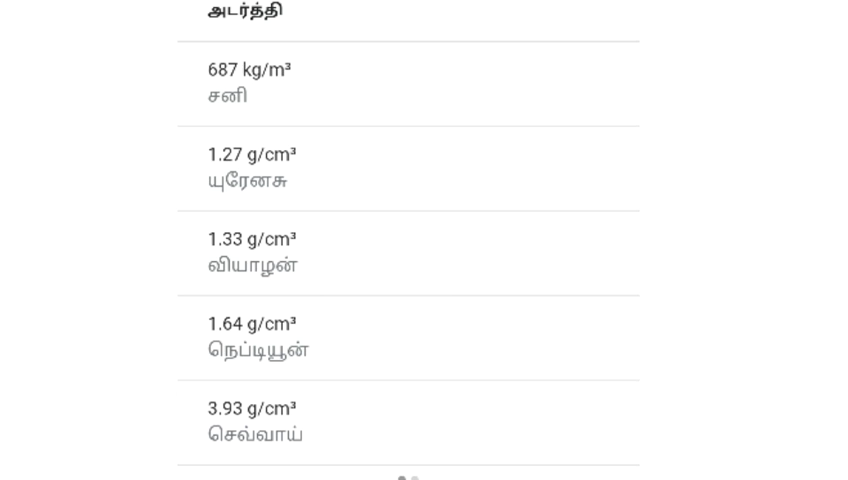 அடர்த்தி
687 kg/m³
சனி
1.27 g/cm³
யுரேனசு
1.33 g/cm³
வியாழன்
1.64 g/cm³
நெப்டியூன்
3.93 g/cm³
செவ்வாய்